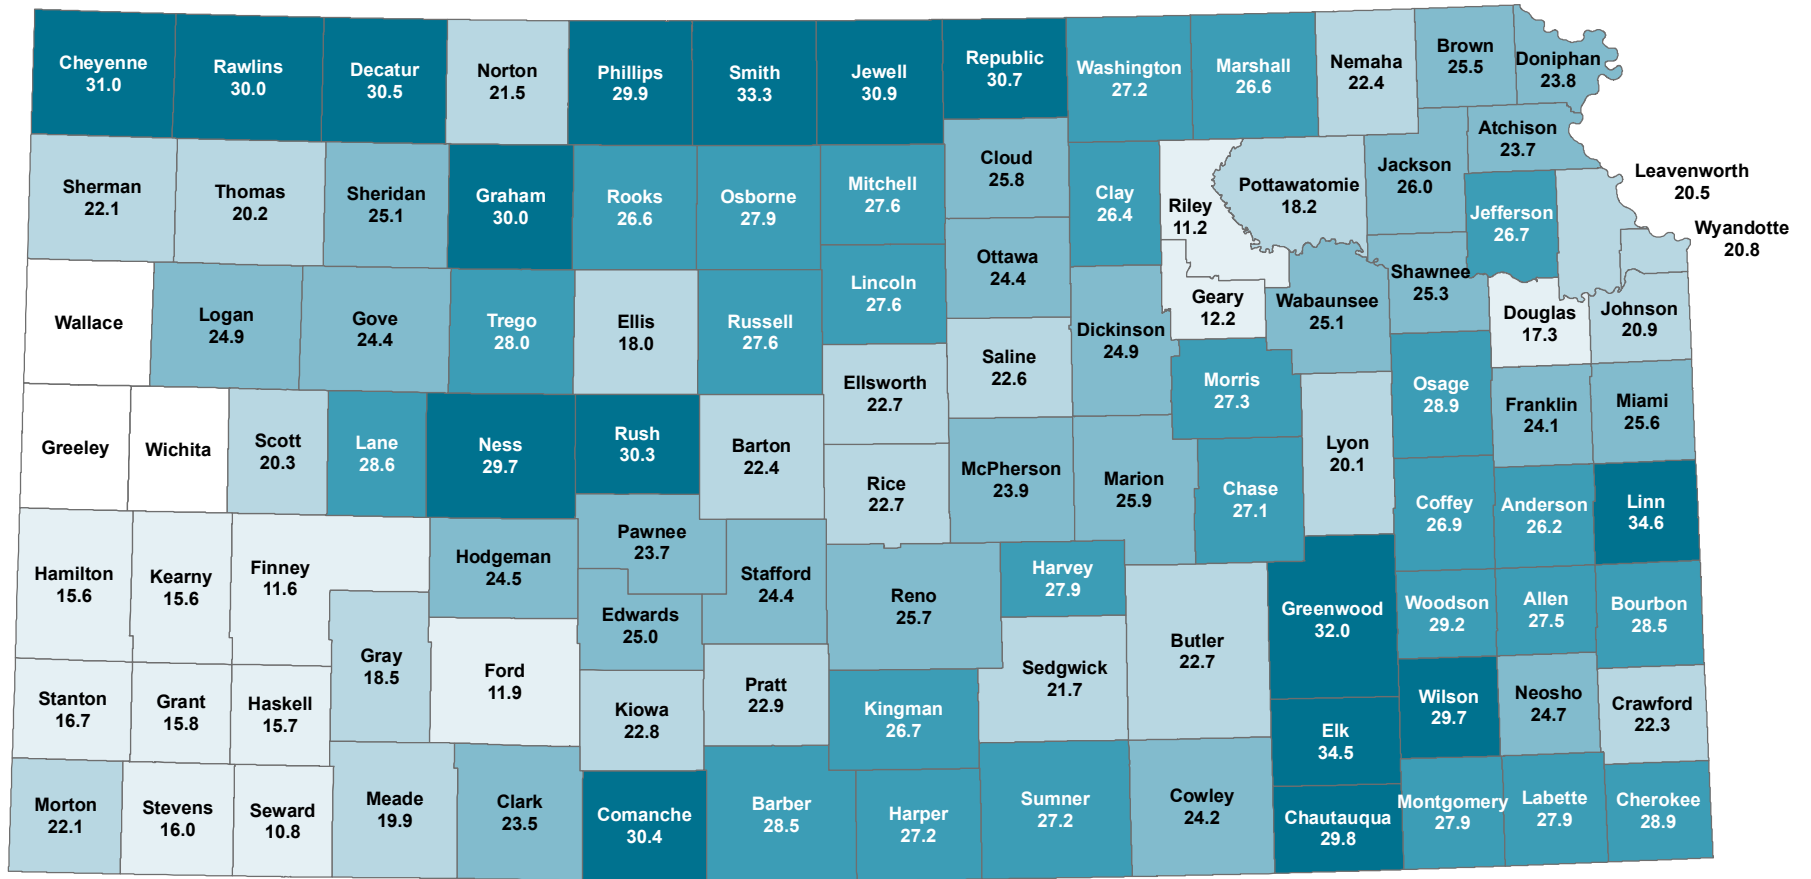 Cheyenne
31.0
Rawlins
30.0
Decatur
30.5
Norton
21.5
Phillips
29.9
Smith
33.3
Jewell
30.9
Republic
30.7
Washington
27.2
Marshall
26.6
Nemaha
22.4
Brown
25.5
Doniphan
23.8
Sherman
22.1
Thomas
20.2
Sheridan
25.1
Graham
30.0
Rooks
26.6
Osborne
27.9
Mitchell
27.6
Cloud
25.8
Clay
26.4
Riley
11.2
Pottawatomie
18.2
Jackson
26.0
Atchison
23.7
Jefferson
26.7
Leavenworth
20.5
Wyandotte
20.8
Wallace
Logan
24.9
Gove
24.4
Trego
28.0
Ellis
18.0
Russell
27.6
Lincoln
27.6
Ottawa
24.4
Saline
22.6
Dickinson
24.9
Geary
12.2
Wabaunsee
25.1
Shawnee
25.3
Douglas
17.3
Johnson
20.9
Greeley
Wichita
Scott
20.3
Lane
28.6
Ness
29.7
Rush
30.3
Barton
22.4
Ellsworth
22.7
Rice
22.7
McPherson
23.9
Marion
25.9
Morris
27.3
Chase
27.1
Lyon
20.1
Osage
28.9
Franklin
24.1
Miami
25.6
Coffey
26.9
Anderson
26.2
Linn
34.6
Hamilton
15.6
Kearny
15.6
Finney
11.6
Hodgeman
24.5
Pawnee
23.7
Stafford
24.4
Edwards
25.0
Reno
25.7
Harvey
27.9
Butler
22.7
Greenwood
32.0
Woodson
29.2
Allen
27.5
Bourbon
28.5
Gray
18.5
Ford
11.9
Kiowa
22.8
Pratt
22.9
Kingman
26.7
Sedgwick
21.7
Stanton
16.7
Grant
15.8
Haskell
15.7
Elk
34.5
Wilson
29.7
Neosho
24.7
Crawford
22.3
Morton
22.1
Stevens
16.0
Seward
10.8
Meade
19.9
Clark
23.5
Comanche
30.4
Barber
28.5
Harper
27.2
Sumner
27.2
Cowley
24.2
Chautauqua
29.8
Montgomery
27.9
Labette
27.9
Cherokee
28.9